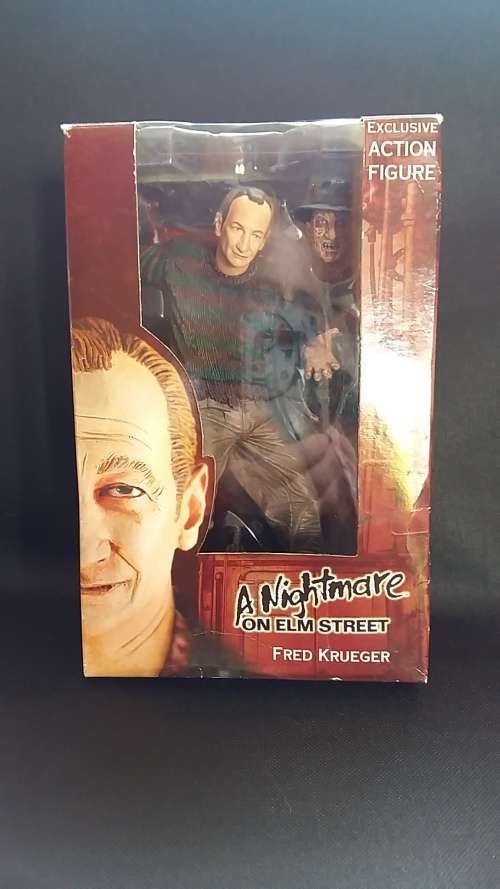 EXCLUSIVE
ACTION
FIGURE
A Nightmare
ON ELM STREET
FRED KRUEGER